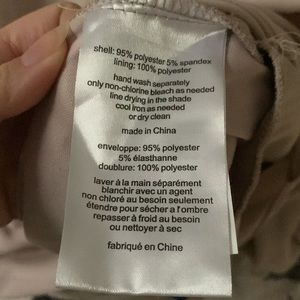 shell: 95% polyester 5% spandex
lining: 100% polyester
hand wash separately
only non-chlorine bleach as needed
line drying in the shade
cool iron as needed
or dry clean
made in China
enveloppe: 95% polyester
5% élasthanne
doublure: 100% polyester
laver à la main séparément
blanchir avec un agent
non chloré au besoin seulement
étendre pour sécher a l'ombre
repasser à froid au besoin
ou nettoyer à sec
fabriqué en Chine